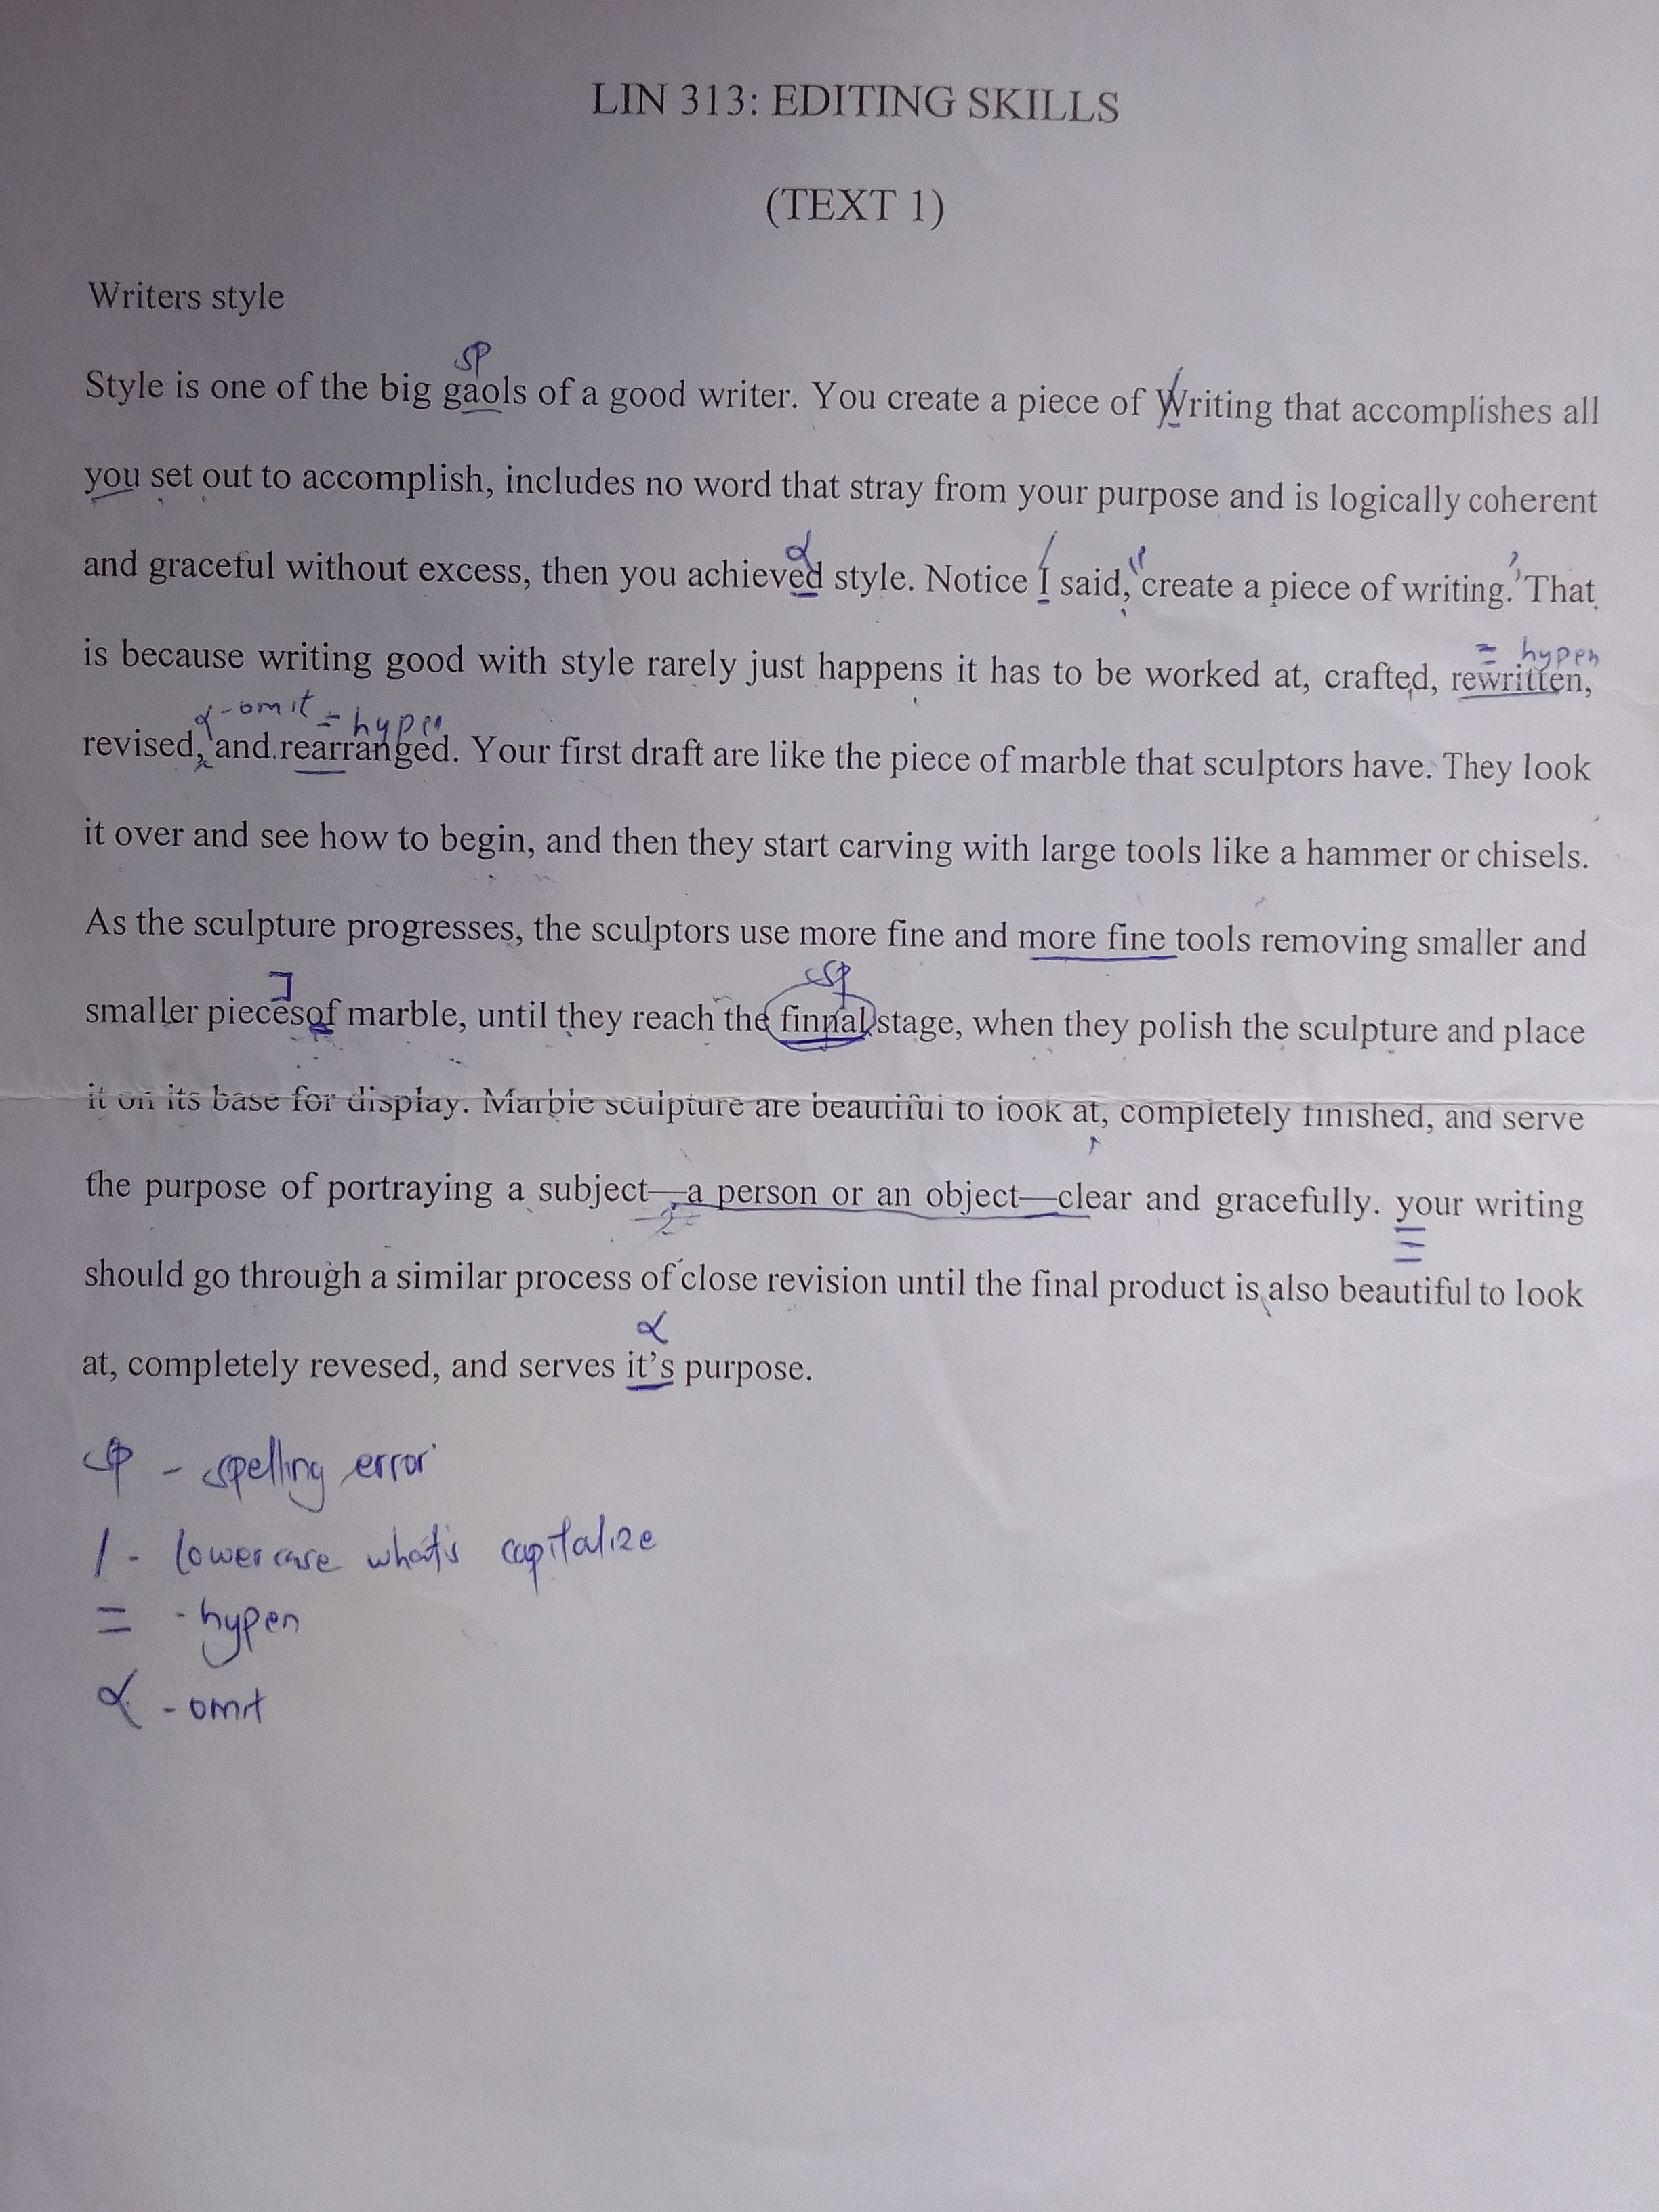 LIN 313: EDITING SKILLS
(TEXT 1)
Writers style
sp
Style is one of the big gaols of a good writer. You create a piece of Writing that accomplishes all
you set out to accomplish, includes no word that stray from your purpose and is logically coherent
and graceful without excess, then you achieved style. Notice I said, "create a piece of writing.' That
= hypen
is because writing good with style rarely just happens it has to be worked at, crafted, rewritten,
α-omit = hypen
revised, and rearranged. Your first draft are like the piece of marble that sculptors have. They look
it over and see how to begin, and then they start carving with large tools like a hammer or chisels.
As the sculpture progresses, the sculptors use more fine and more fine tools removing smaller and
sp
smaller piecesof marble, until they reach the finnal stage, when they polish the sculpture and place
it on its base for display. Marble sculpture are beautiful to look at, completely finished, and serve
the purpose of portraying a subject—a person or an object—clear and gracefully. your writing
should go through a similar process of close revision until the final product is also beautiful to look
α
at, completely revesed, and serves it's purpose.
sp - spelling error
/ - lowercase what's capitalize
= - hypen
α - omit